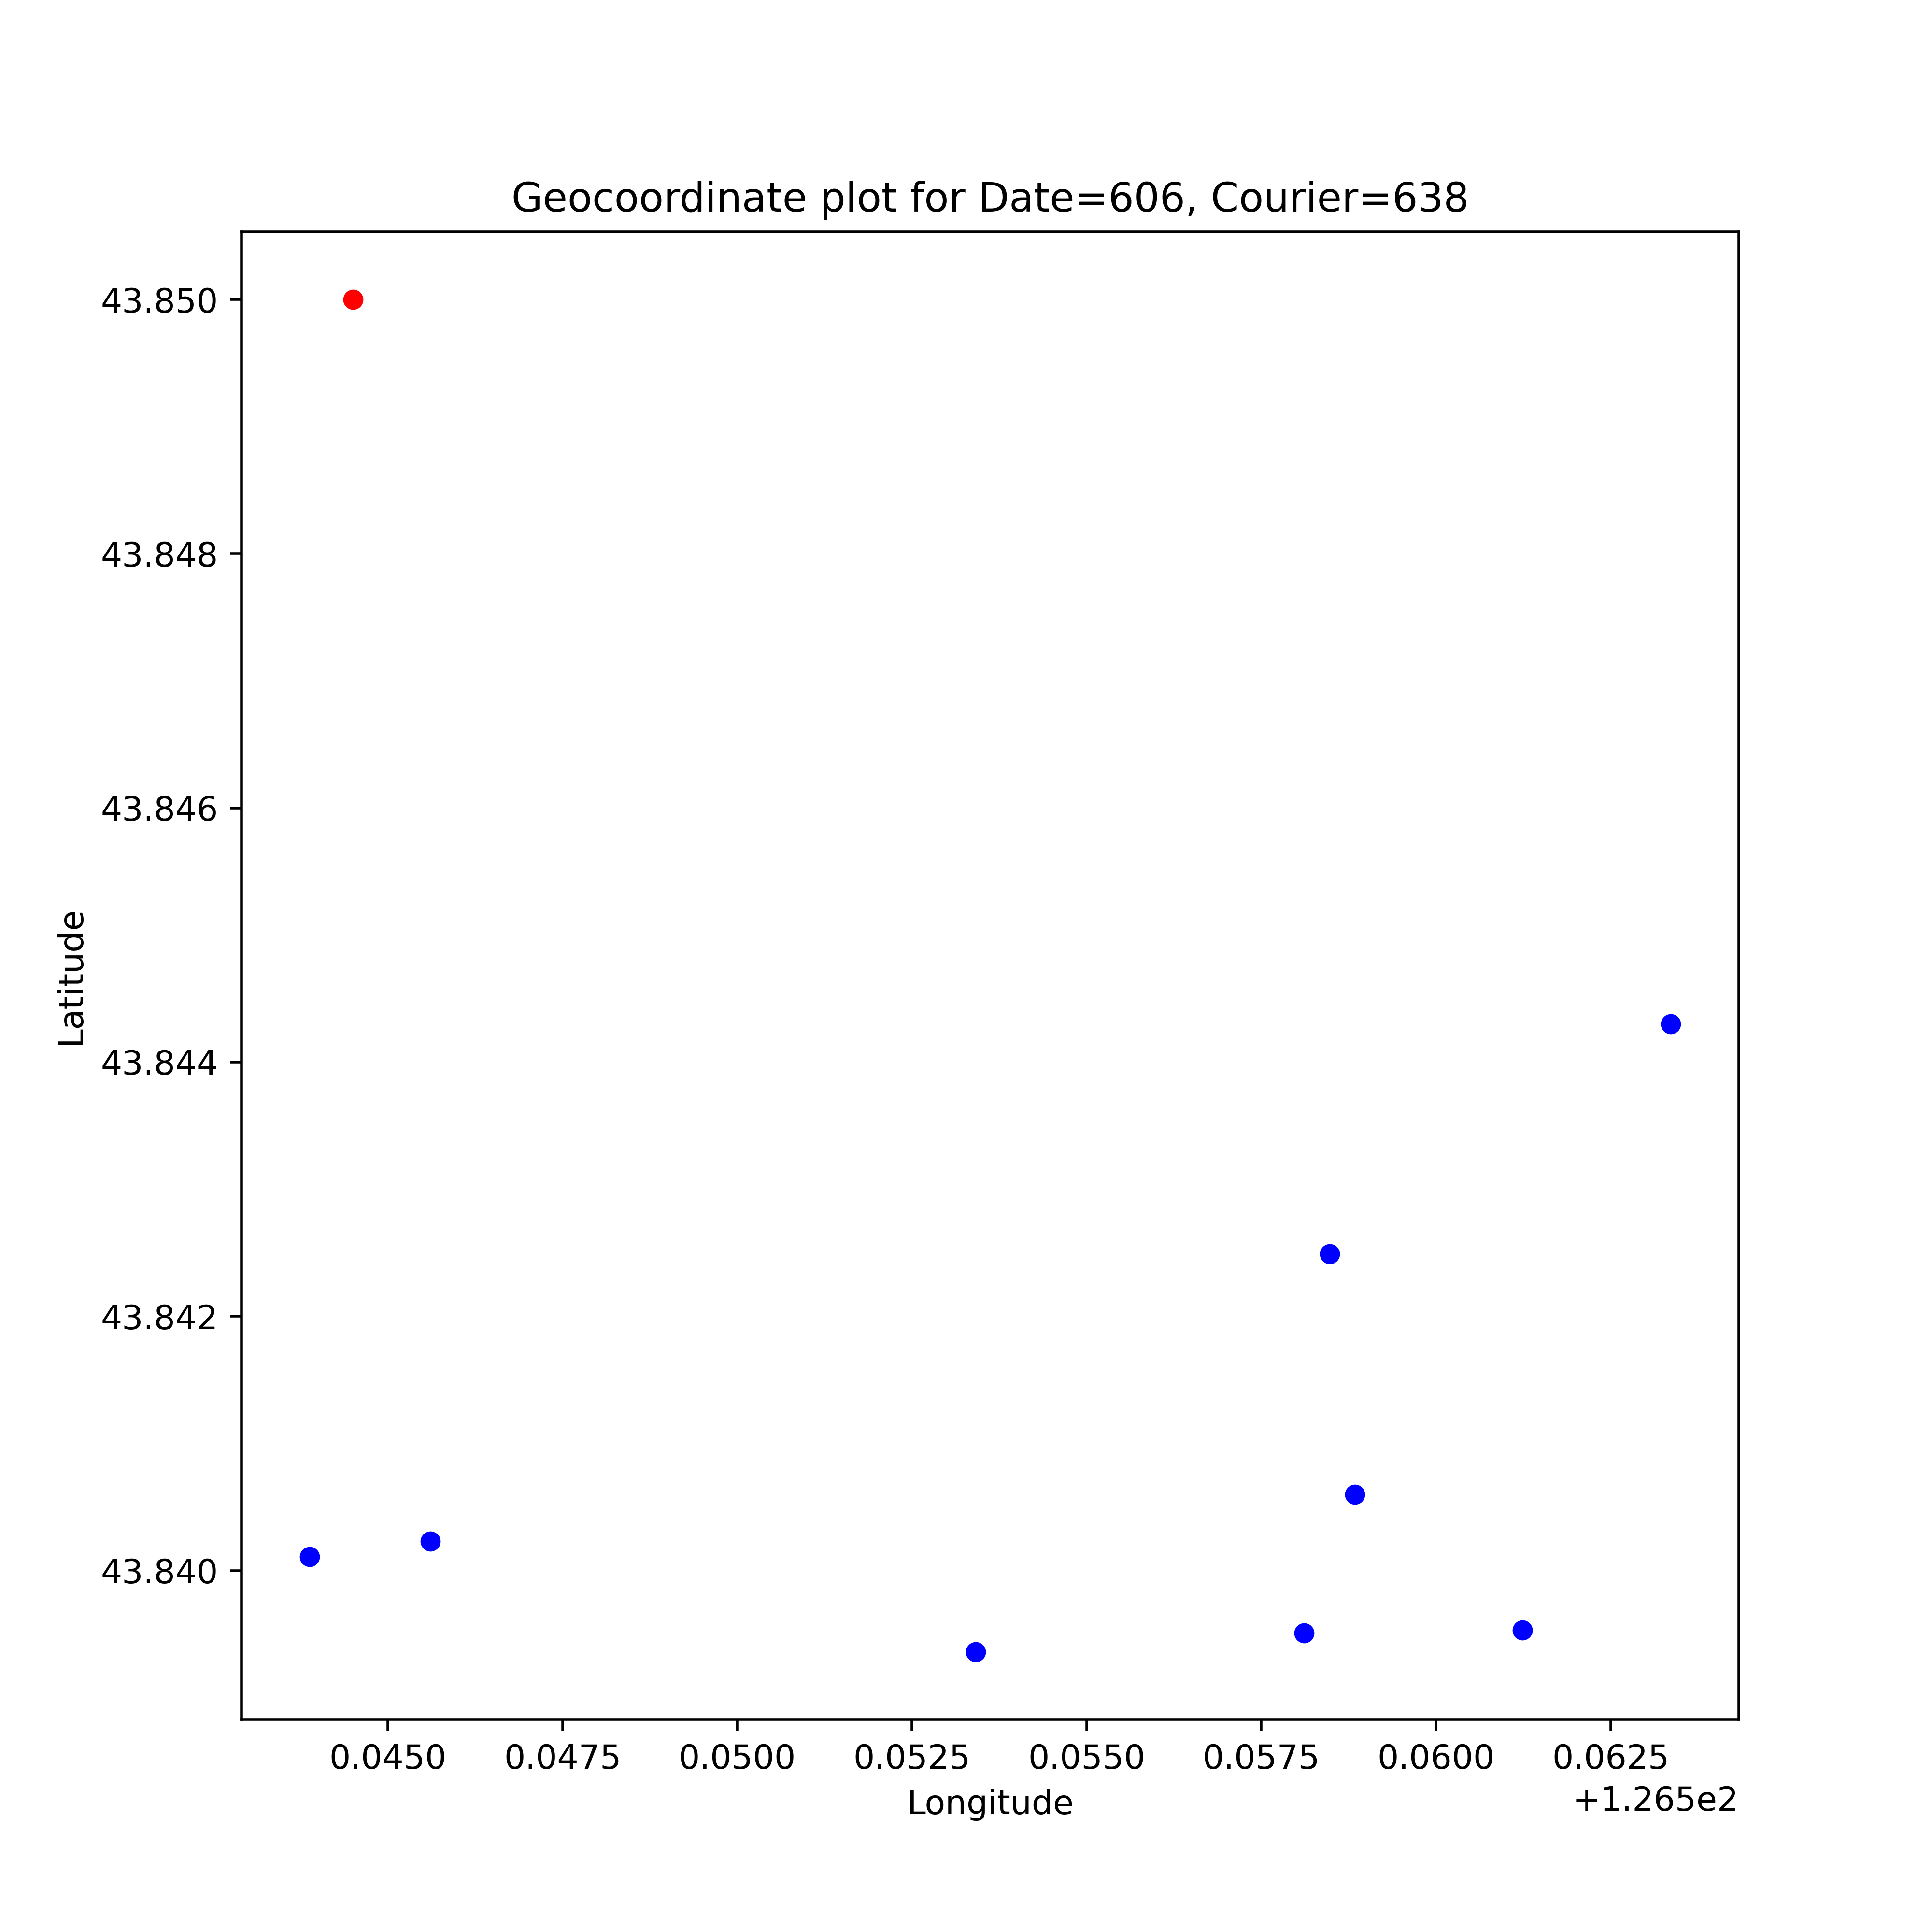 Geocoordinate plot for Date=606, Courier=638
43.850
43.848
43.846
43.844
43.842
43.840
Latitude
0.0450 0.0475 0.0500 0.0525 0.0550 0.0575 0.0600 0.0625
+1.265e2
Longitude